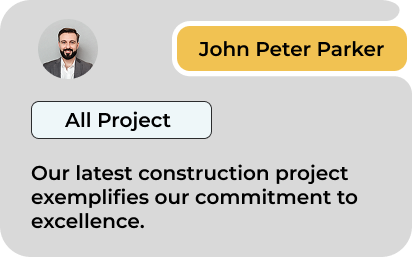 John Peter Parker
All Project
Our latest construction project
exemplifies our commitment to
excellence.